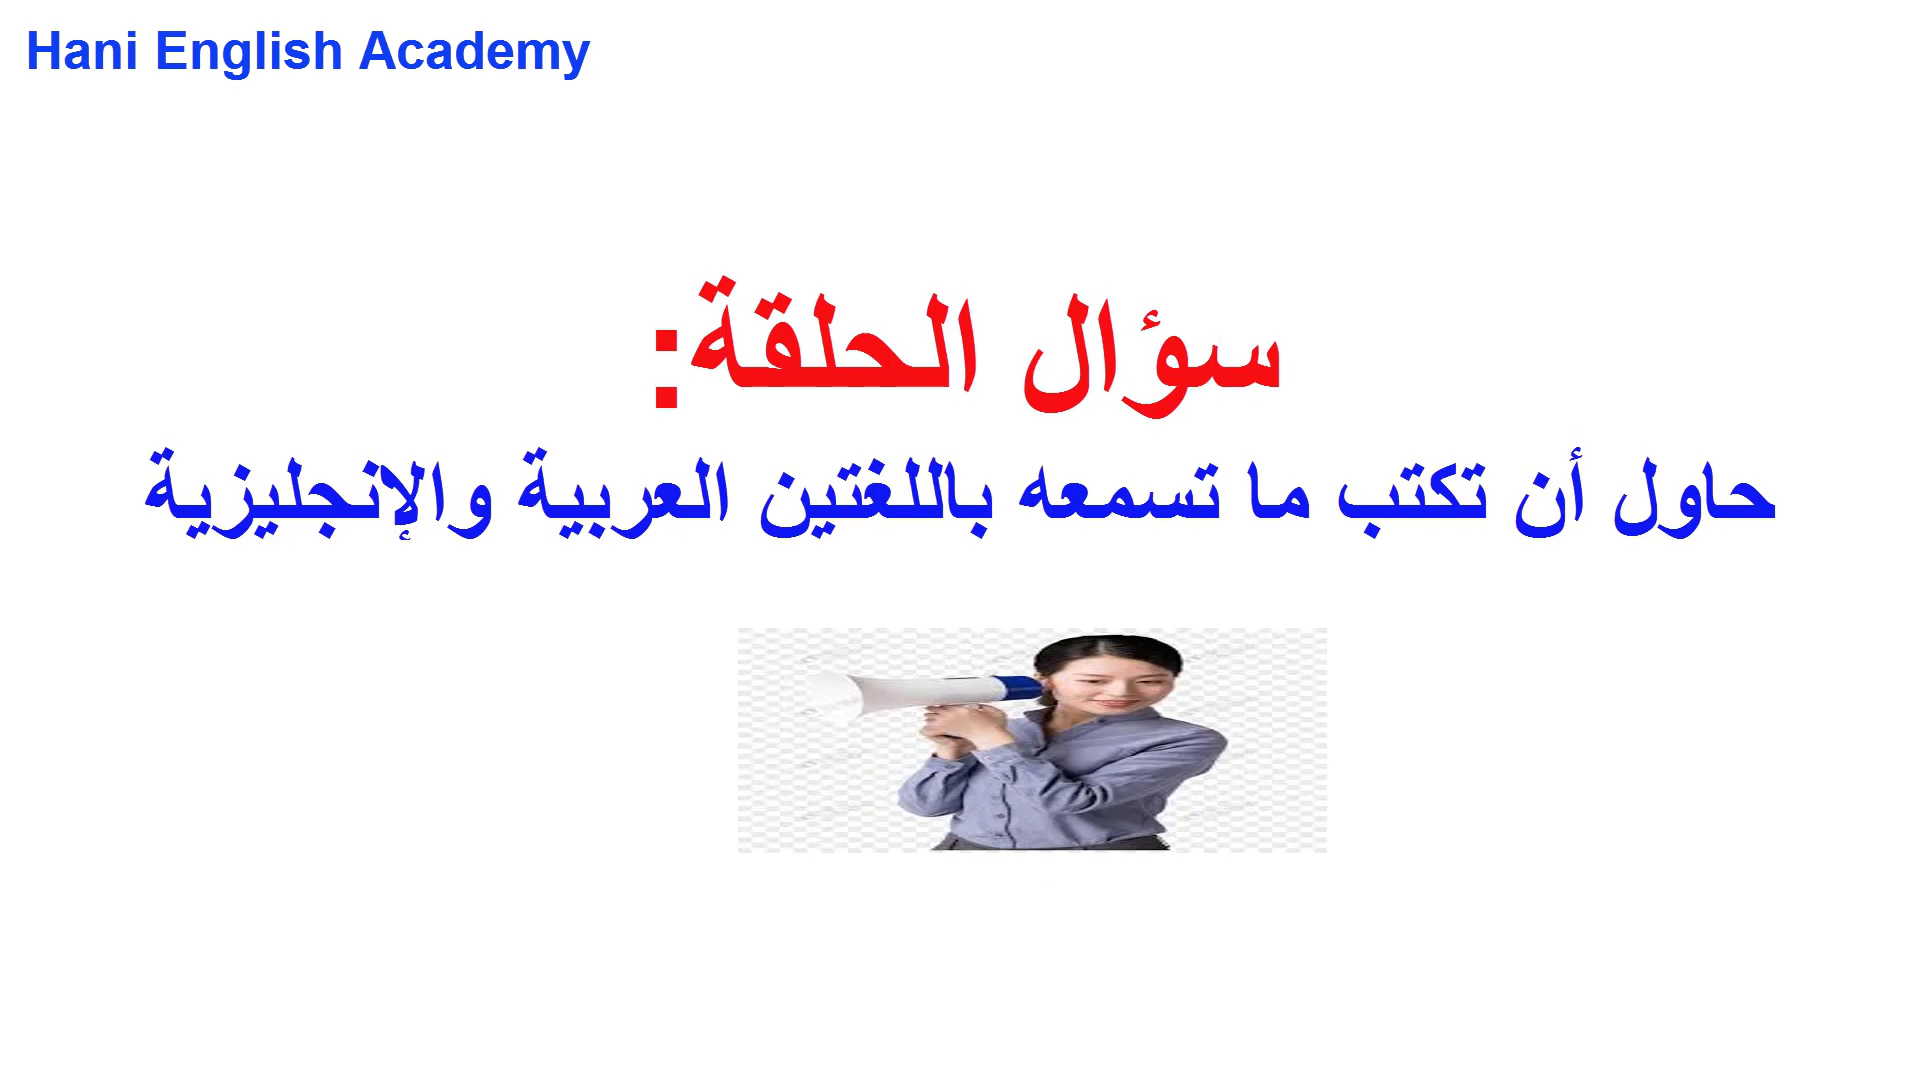 Hani English Academy
سؤال الحلقة:
حاول أن تكتب ما تسمعه باللغتين العربية والإنجليزية